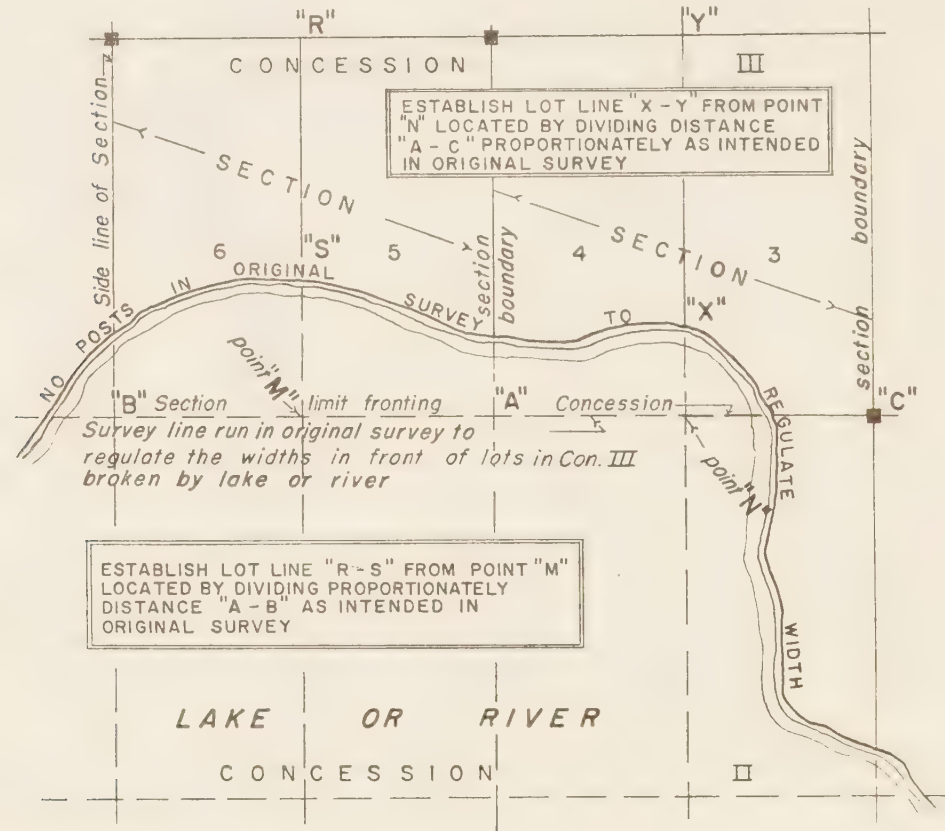 "R"
"Y"
CONCESSION III
ESTABLISH LOT LINE "X-Y" FROM POINT
"N" LOCATED BY DIVIDING DISTANCE
"A-C" PROPORTIONATELY AS INTENDED
IN ORIGINAL SURVEY
Side line of Section
SECTION
section boundary
SECTION
section boundary
6
"S"
5
4
3
NO POSTS IN ORIGINAL SURVEY TO REGULATE WIDTH
"X"
point "M"
"B" Section limit fronting "A" Concession "C"
Survey line run in original survey to
regulate the widths in front of lots in Con. III
broken by lake or river
point "N"
ESTABLISH LOT LINE "R-S" FROM POINT "M"
LOCATED BY DIVIDING PROPORTIONATELY
DISTANCE "A-B" AS INTENDED IN
ORIGINAL SURVEY
LAKE OR RIVER
CONCESSION II